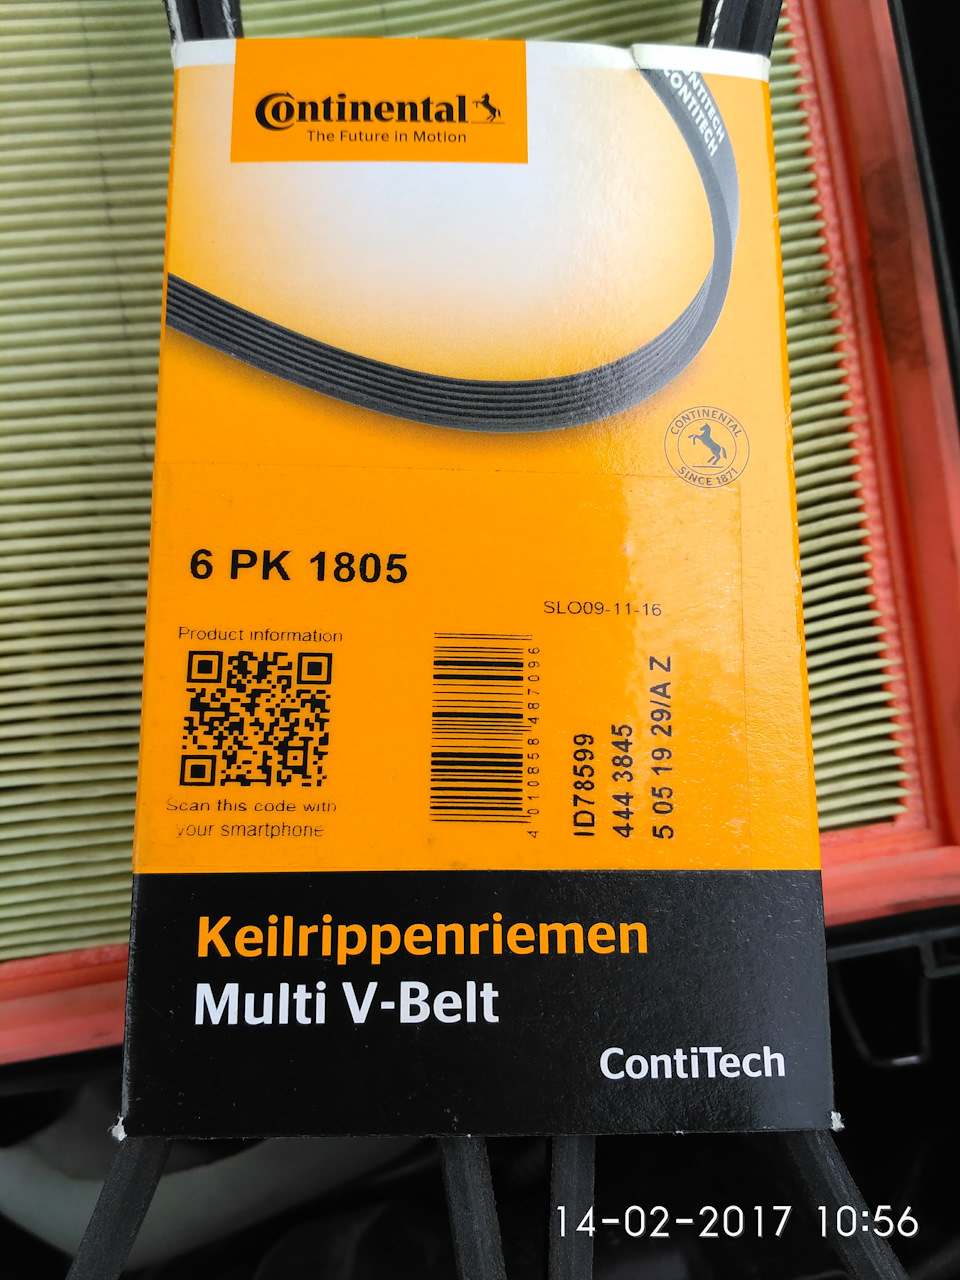 Continental
The Future in Motion
CONTITECH
CONTITECH
CONTINENTAL
SINCE 1871
6 PK 1805
SLO09-11-16
Product information
Scan this code with
your smartphone
4 010858 487096
ID78599
444 3845
5 05 19 29/A Z
Keilrippenriemen
Multi V-Belt
ContiTech
14-02-2017 10:56